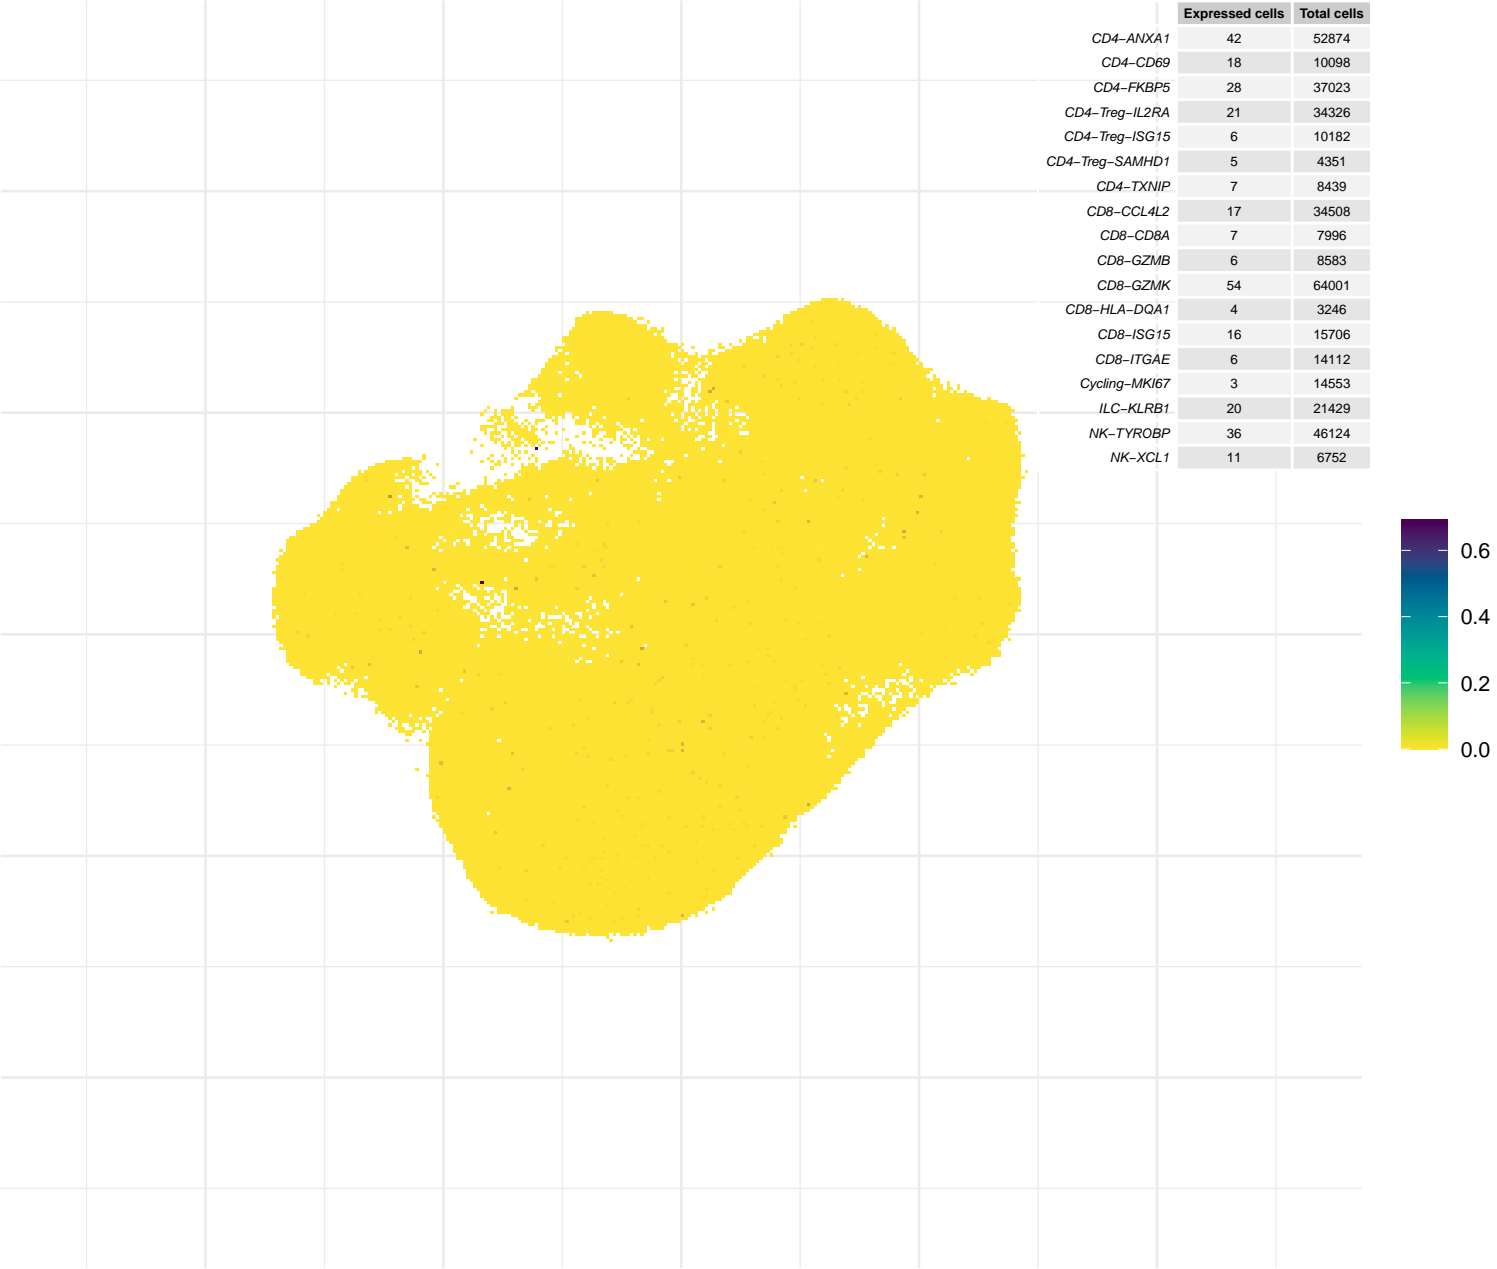 Expressed cells Total cells
CD4−ANXA1 42 52874
CD4−CD69 18 10098
CD4−FKBP5 28 37023
CD4−Treg−IL2RA 21 34326
CD4−Treg−ISG15 6 10182
CD4−Treg−SAMHD1 5 4351
CD4−TXNIP 7 8439
CD8−CCL4L2 17 34508
CD8−CD8A 7 7996
CD8−GZMB 6 8583
CD8−GZMK 54 64001
CD8−HLA−DQA1 4 3246
CD8−ISG15 16 15706
CD8−ITGAE 6 14112
Cycling−MKI67 3 14553
ILC−KLRB1 20 21429
NK−TYROBP 36 46124
NK−XCL1 11 6752
0.6
0.4
0.2
0.0